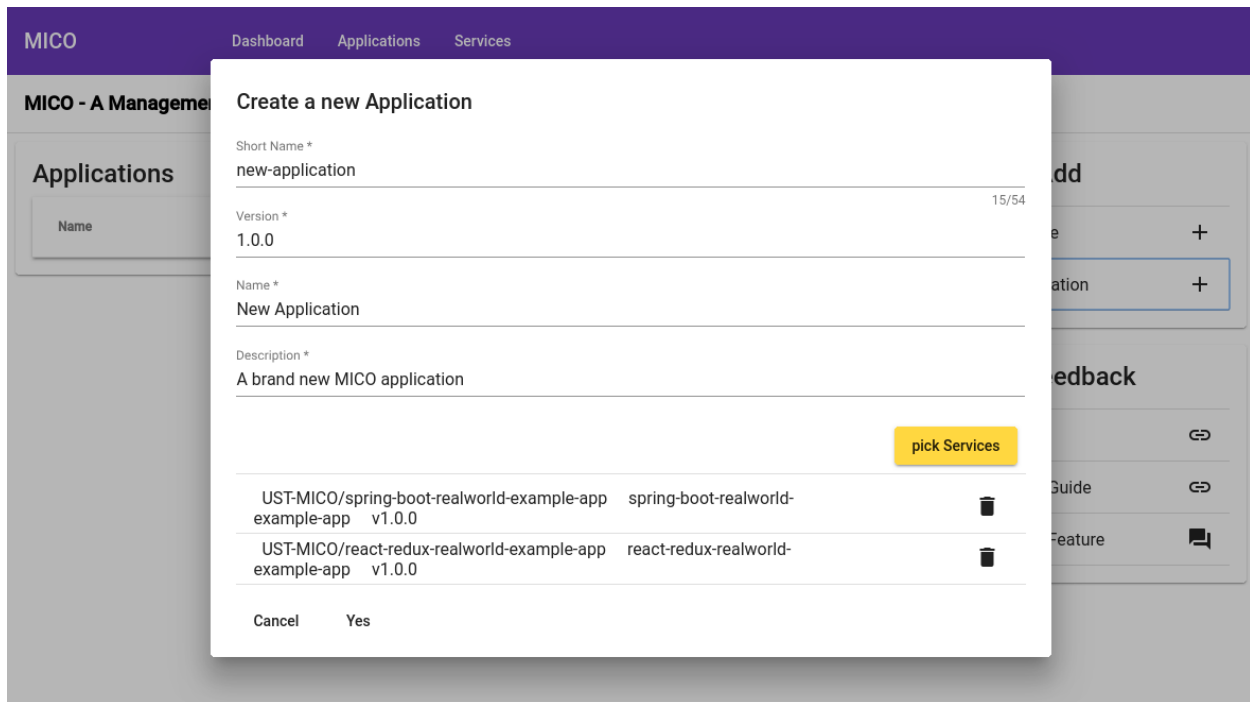 MICO Dashboard Applications Services
MICO - A Manageme
Applications
Name
Create a new Application
Short Name *
new-application
15/54
Version *
1.0.0
Name *
New Application
Description *
A brand new MICO application
pick Services
UST-MICO/spring-boot-realworld-example-app spring-boot-realworld-
example-app v1.0.0
UST-MICO/react-redux-realworld-example-app react-redux-realworld-
example-app v1.0.0
Cancel Yes
dd
e
ation
edback
Guide
Feature